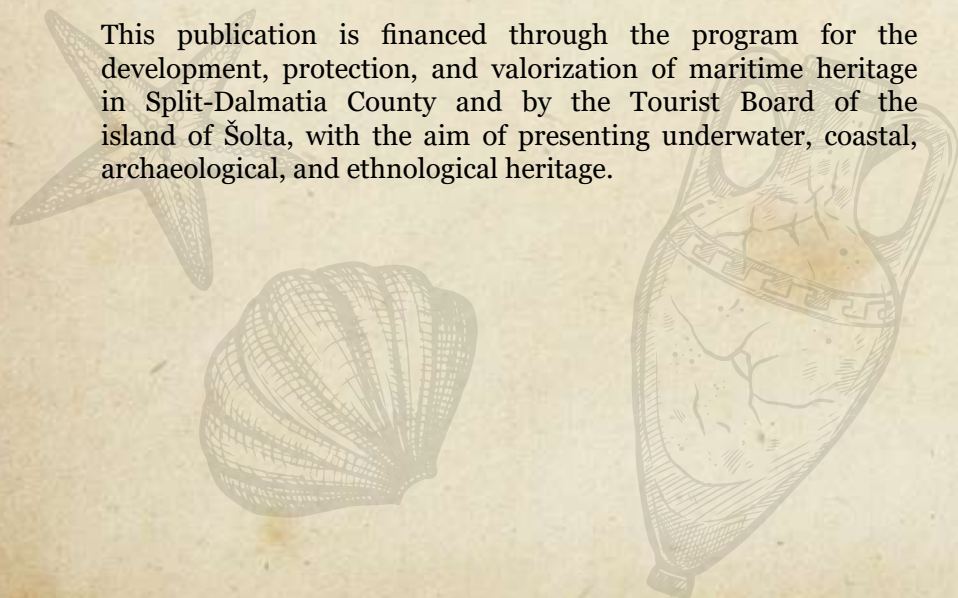 This publication is financed through the program for the
development, protection, and valorization of maritime heritage
in Split-Dalmatia County and by the Tourist Board of the
island of Šolta, with the aim of presenting underwater, coastal,
archaeological, and ethnological heritage.